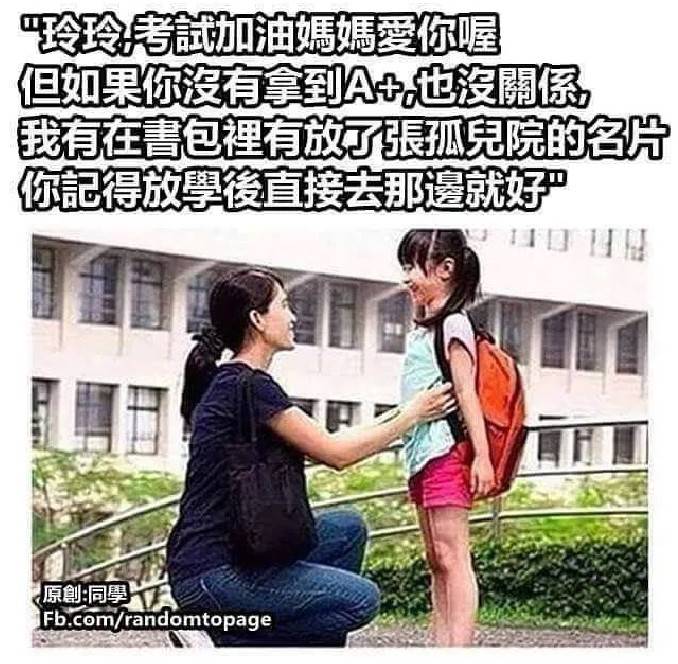 "玲玲,考試加油媽媽愛你喔
但如果你沒有拿到A+,也沒關係,
我有在書包裡有放了張孤兒院的名片
你記得放學後直接去那邊就好"
原創:同學
Fb.com/randomtopage